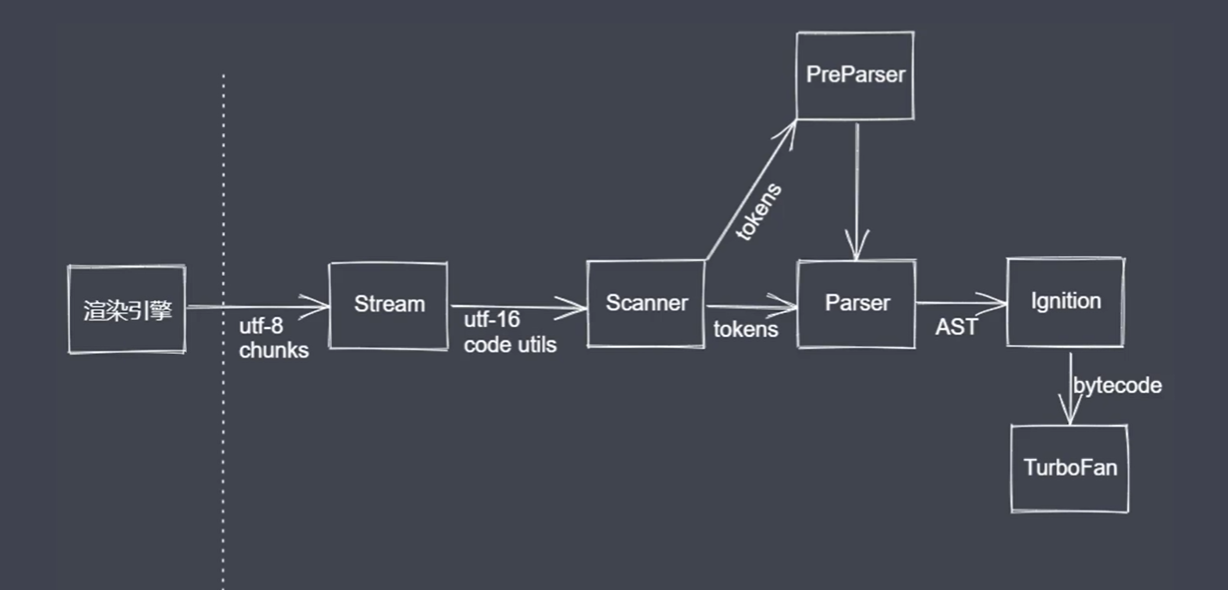 PreParser
tokens
渲染引擎
utf-8
chunks
Stream
utf-16
code utils
Scanner
tokens
Parser
AST
Ignition
bytecode
TurboFan